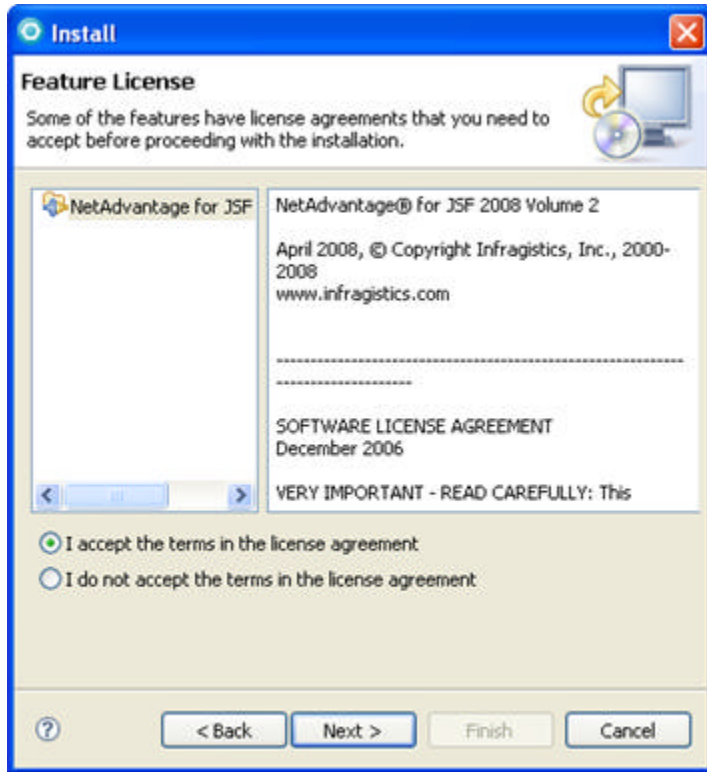 Install
Feature License
Some of the features have license agreements that you need to
accept before proceeding with the installation.
NetAdvantage for JSF
NetAdvantage® for JSF 2008 Volume 2
April 2008, © Copyright Infragistics, Inc., 2000-
2008
www.infragistics.com
------------------------------------------------------------
--------------------
SOFTWARE LICENSE AGREEMENT
December 2006
VERY IMPORTANT - READ CAREFULLY: This
I accept the terms in the license agreement
I do not accept the terms in the license agreement
? < Back Next > Finish Cancel